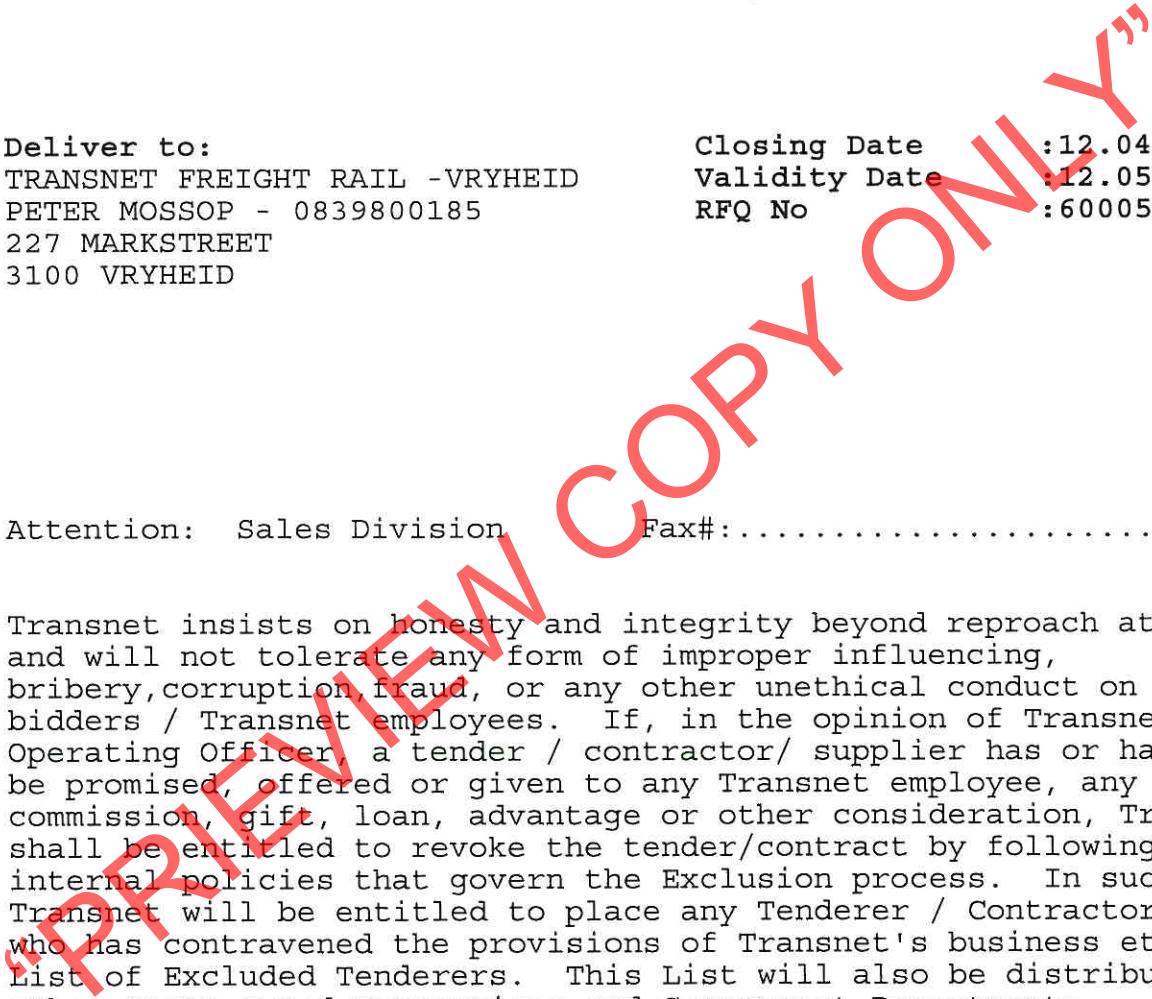 Deliver to:
TRANSNET FREIGHT RAIL -VRYHEID
PETER MOSSOP - 0839800185
227 MARKSTREET
3100 VRYHEID
Closing Date :12.04
Validity Date :12.05
RFQ No :60005
Attention: Sales Division Fax#:......................
Transnet insists on honesty and integrity beyond reproach at
and will not tolerate any form of improper influencing,
bribery,corruption,fraud, or any other unethical conduct on
bidders / Transnet employees. If, in the opinion of Transne
Operating Officer, a tender / contractor/ supplier has or ha
be promised, offered or given to any Transnet employee, any
commission, gift, loan, advantage or other consideration, Tr
shall be entitled to revoke the tender/contract by following
internal policies that govern the Exclusion process. In suc
Transnet will be entitled to place any Tenderer / Contractor
who has contravened the provisions of Transnet's business et
List of Excluded Tenderers. This List will also be distribu
“PRIEVIEW COPY ONLY”